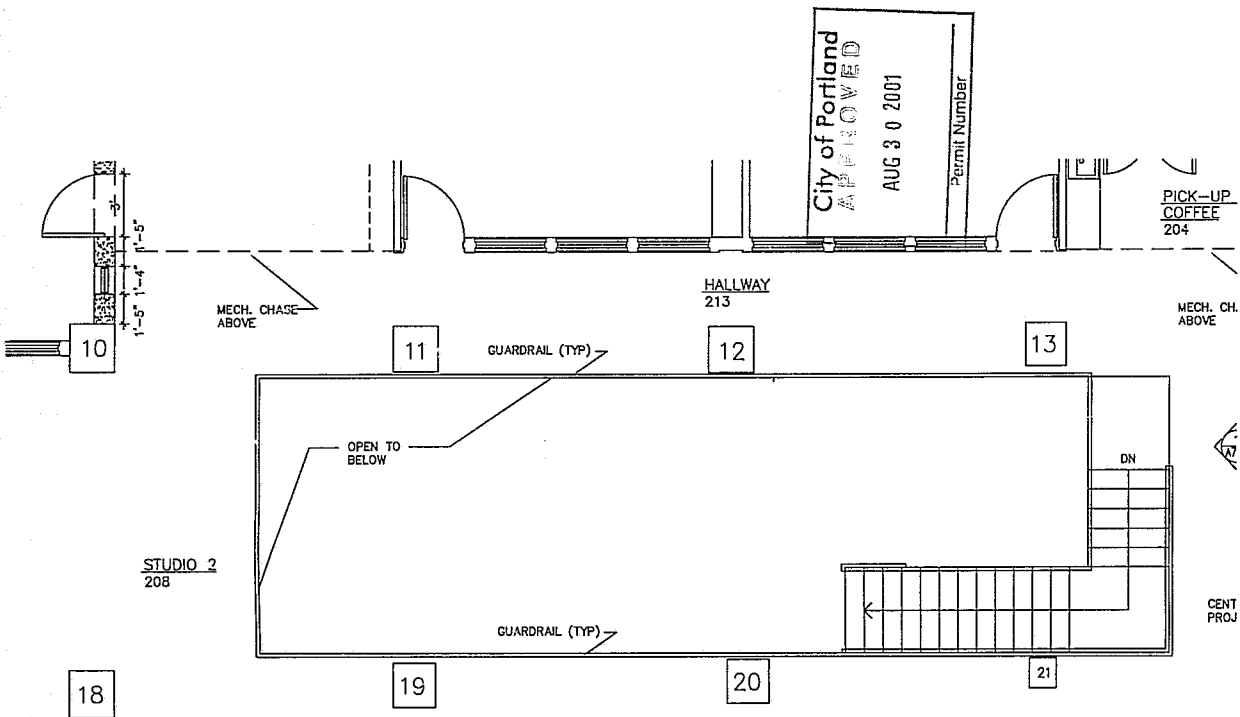 City of Portland
APPROVED
AUG 30 2001
Permit Number
3'
1'-5"
1'-4"
1'-5"
MECH. CHASE
ABOVE
HALLWAY
213
PICK-UP
COFFEE
204
MECH. CH.
ABOVE
10
11
GUARDRAIL (TYP)
12
13
OPEN TO
BELOW
DN
A7
STUDIO 2
208
GUARDRAIL (TYP)
CENT
PROJ
18
19
20
21